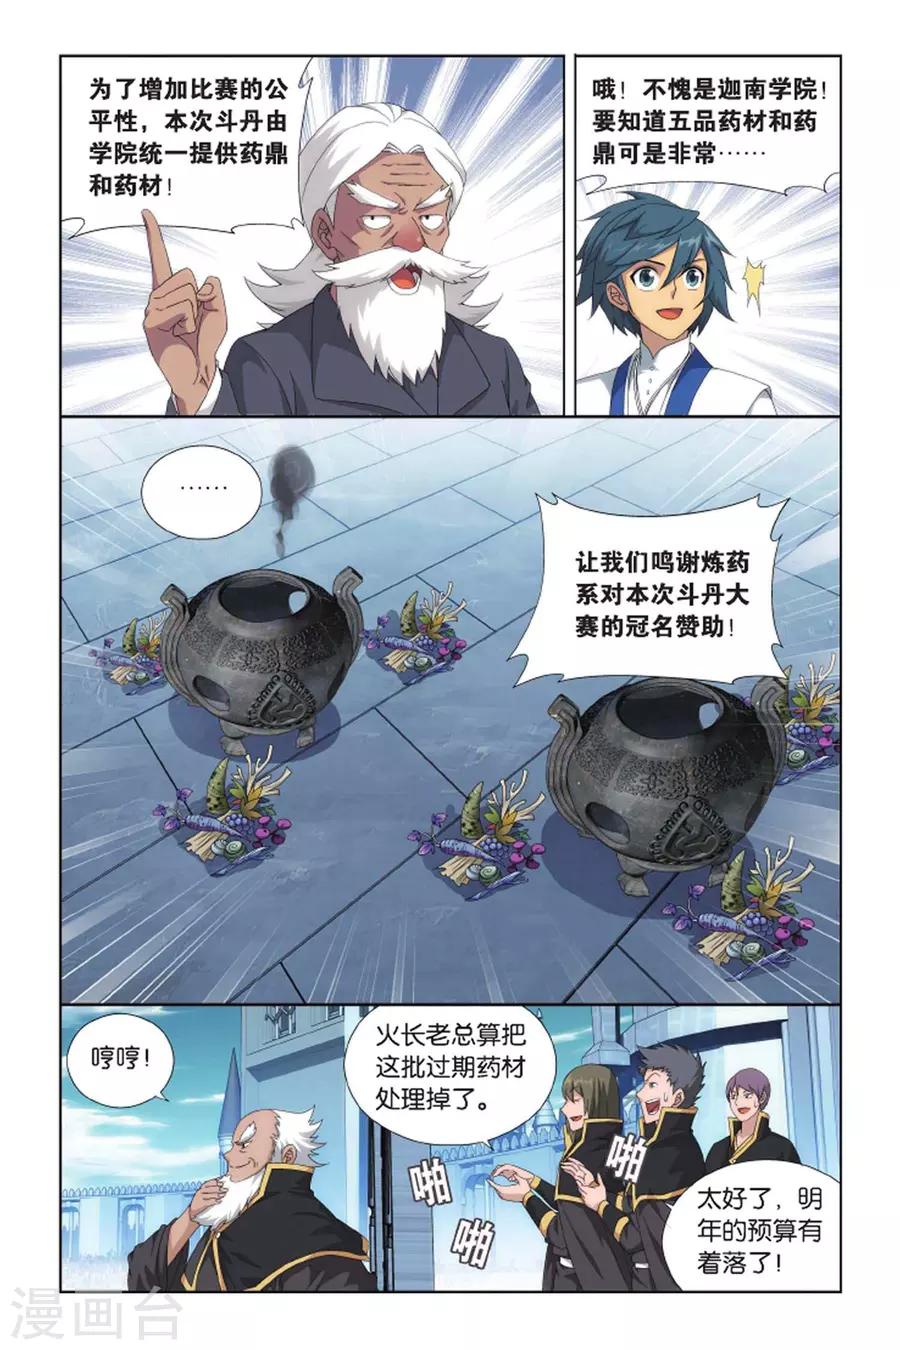 为了增加比赛的公
平性，本次斗丹由
学院统一提供药鼎
和药材！
哦！不愧是迦南学院！
要知道五品药材和药
鼎可是非常……
……
让我们鸣谢炼药
系对本次斗丹大
赛的冠名赞助！
哼哼！
火长老总算把
这批过期药材
处理掉了。
啪
啪
啪
太好了，明
年的预算有
着落了！
漫画台